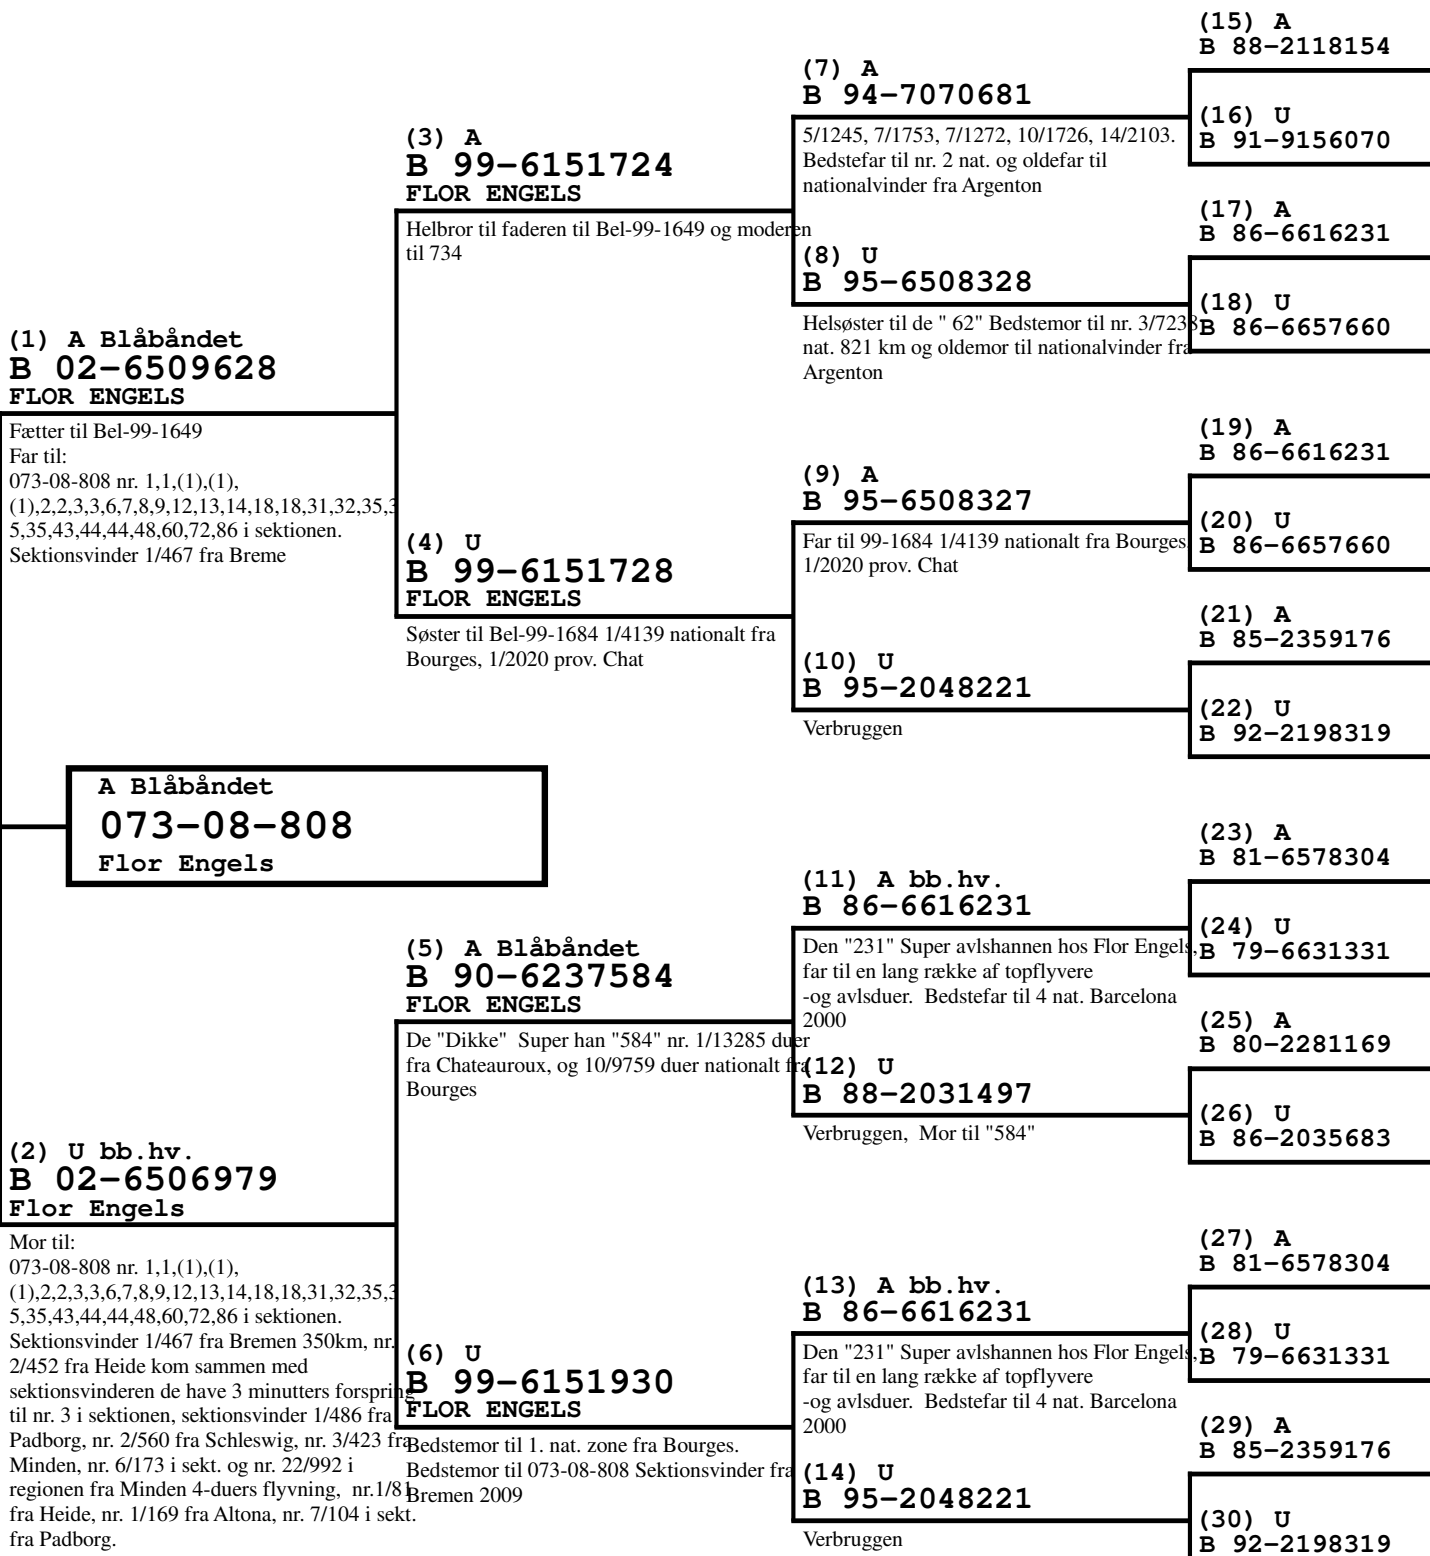 (1) A Blåbåndet
B 02-6509628
FLOR ENGELS
Fætter til Bel-99-1649
Far til:
073-08-808 nr. 1,1,(1),(1),
(1),2,2,3,3,6,7,8,9,12,13,14,18,18,31,32,35,3
5,35,43,44,44,48,60,72,86 i sektionen.
Sektionsvinder 1/467 fra Breme
A Blåbåndet
073-08-808
Flor Engels
(2) U bb.hv.
B 02-6506979
Flor Engels
Mor til:
073-08-808 nr. 1,1,(1),(1),
(1),2,2,3,3,6,7,8,9,12,13,14,18,18,31,32,35,3
5,35,43,44,44,48,60,72,86 i sektionen.
Sektionsvinder 1/467 fra Bremen 350km, nr.
2/452 fra Heide kom sammen med
sektionsvinderen de have 3 minutters forspring
til nr. 3 i sektionen, sektionsvinder 1/486 fra
Padborg, nr. 2/560 fra Schleswig, nr. 3/423 fra
Minden, nr. 6/173 i sekt. og nr. 22/992 i
regionen fra Minden 4-duers flyvning, nr.1/81
fra Heide, nr. 1/169 fra Altona, nr. 7/104 i sekt.
fra Padborg.
(3) A
B 99-6151724
FLOR ENGELS
Helbror til faderen til Bel-99-1649 og moderen
til 734
(4) U
B 99-6151728
FLOR ENGELS
Søster til Bel-99-1684 1/4139 nationalt fra
Bourges, 1/2020 prov. Chat
(5) A Blåbåndet
B 90-6237584
FLOR ENGELS
De "Dikke" Super han "584" nr. 1/13285 duer
fra Chateauroux, og 10/9759 duer nationalt fra
Bourges
(6) U
B 99-6151930
FLOR ENGELS
Bedstemor til 1. nat. zone fra Bourges.
Bedstemor til 073-08-808 Sektionsvinder fra
Bremen 2009
(7) A
B 94-7070681
5/1245, 7/1753, 7/1272, 10/1726, 14/2103.
Bedstefar til nr. 2 nat. og oldefar til
nationalvinder fra Argenton
(8) U
B 95-6508328
Helsøster til de " 62" Bedstemor til nr. 3/7238
nat. 821 km og oldemor til nationalvinder fra
Argenton
(9) A
B 95-6508327
Far til 99-1684 1/4139 nationalt fra Bourges.
1/2020 prov. Chat
(10) U
B 95-2048221
Verbruggen
(11) A bb.hv.
B 86-6616231
Den "231" Super avlshannen hos Flor Engels,
far til en lang række af topflyvere
-og avlsduer. Bedstefar til 4 nat. Barcelona
2000
(12) U
B 88-2031497
Verbruggen, Mor til "584"
(13) A bb.hv.
B 86-6616231
Den "231" Super avlshannen hos Flor Engels,
far til en lang række af topflyvere
-og avlsduer. Bedstefar til 4 nat. Barcelona
2000
(14) U
B 95-2048221
Verbruggen
(15) A
B 88-2118154
(16) U
B 91-9156070
(17) A
B 86-6616231
(18) U
B 86-6657660
(19) A
B 86-6616231
(20) U
B 86-6657660
(21) A
B 85-2359176
(22) U
B 92-2198319
(23) A
B 81-6578304
(24) U
B 79-6631331
(25) A
B 80-2281169
(26) U
B 86-2035683
(27) A
B 81-6578304
(28) U
B 79-6631331
(29) A
B 85-2359176
(30) U
B 92-2198319